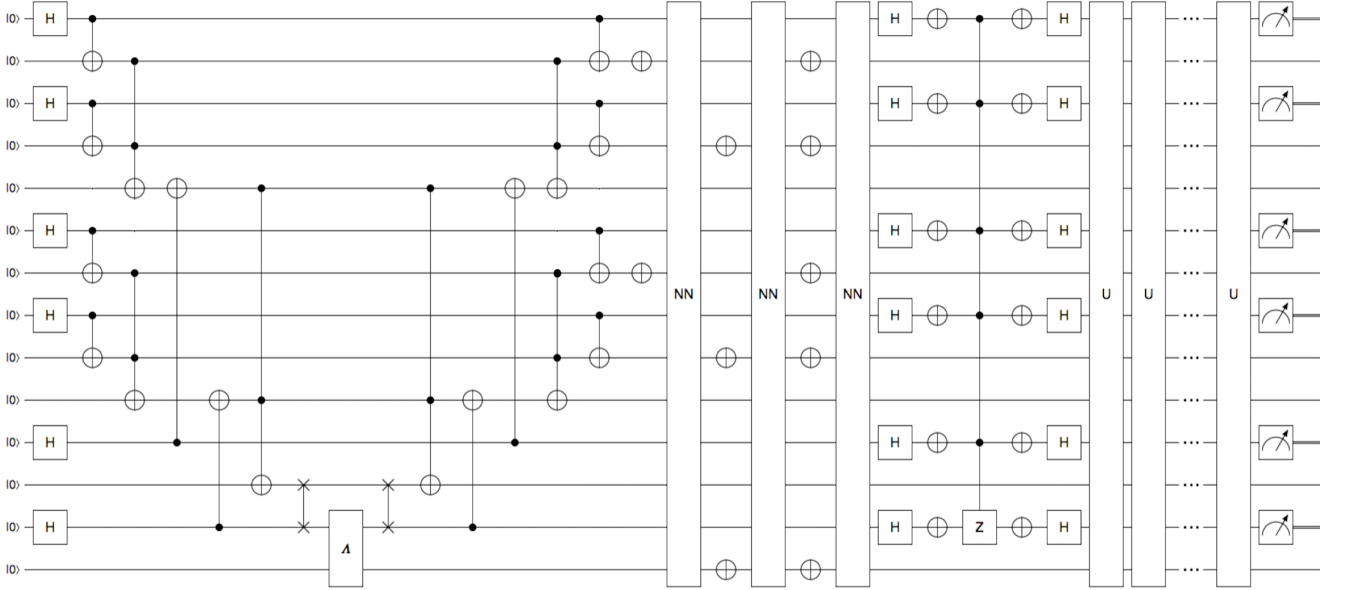 |0⟩ H H H ...
|0⟩ ...
|0⟩ H H H ...
|0⟩ ...
|0⟩ ...
|0⟩ H H H ...
|0⟩ ...
NN NN NN U U U
|0⟩ H H H ...
|0⟩ ...
|0⟩ ...
|0⟩ H H H ...
|0⟩ ...
|0⟩ H H Z H ...
Λ
|0⟩ ...